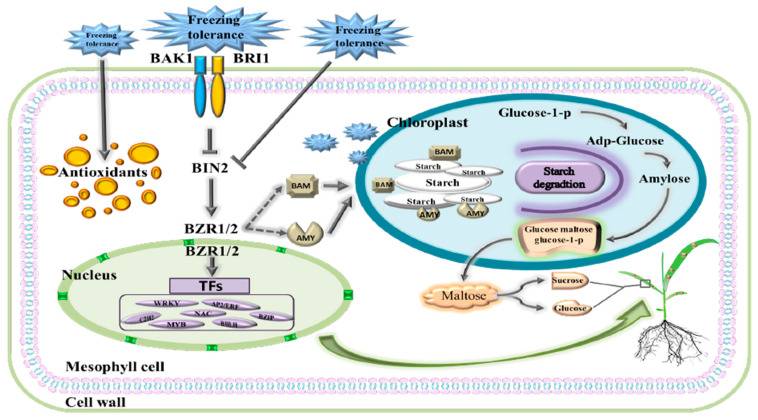 Freezing
tolerance
Freezing
tolerance
Freezing
tolerance
BAK1
BRI1
Antioxidants
BIN2
BZR1/2
BZR1/2
BAM
AMY
Nucleus
TFs
WRKY
AP2/ERF
C2H2
NAC
BZIP
MYB
BHLH
Chloroplast
BAM
BAM
Starch
Starch
Starch
Starch
Starch
AMY
AMY
Glucose-1-p
Adp-Glucose
Amylose
Starch
degradtion
Glucose maltose
glucose-1-p
Maltose
Sucrose
Glucose
Mesophyll cell
Cell wall